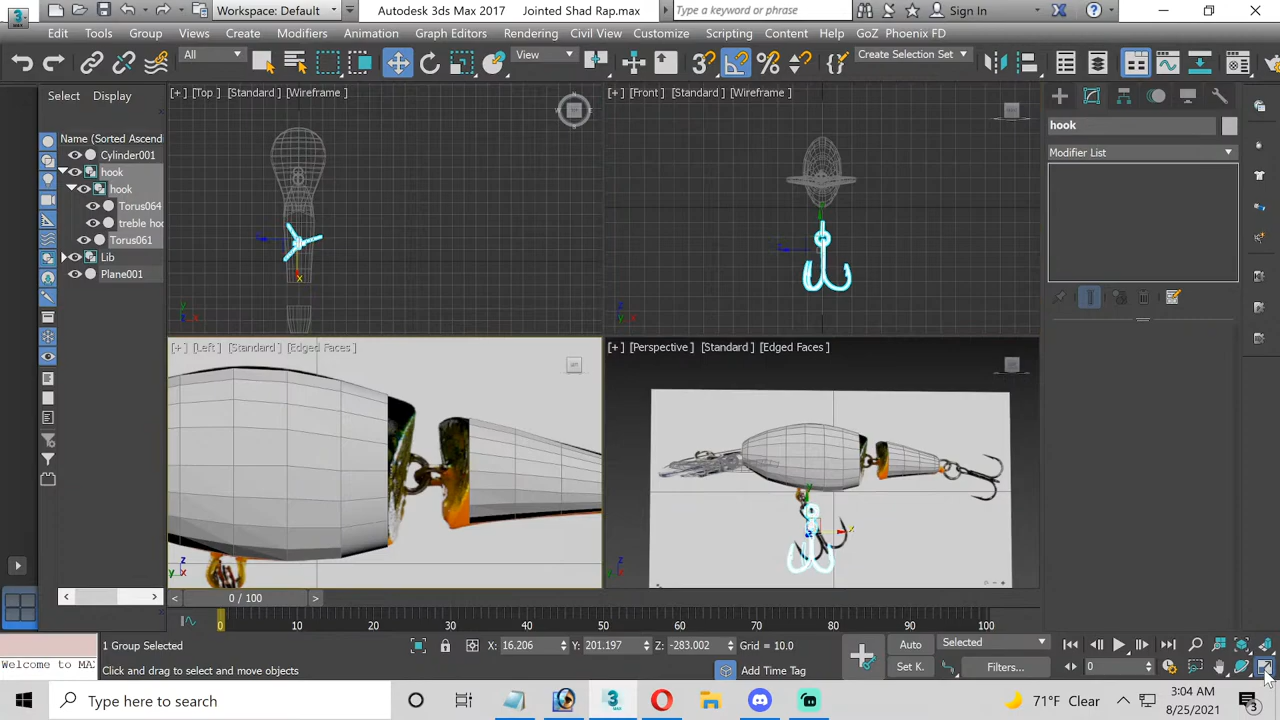 Workspace: Default
Autodesk 3ds Max 2017
Jointed Shad Rap.max
Type a keyword or phrase
Sign In
Edit
Tools
Group
Views
Create
Modifiers
Animation
Graph Editors
Rendering
Civil View
Customize
Scripting
Content
Help
GoZ
Phoenix FD
All
View
Create Selection Set
Select
Display
[+] [Top] [Standard] [Wireframe]
[+] [Front] [Standard] [Wireframe]
Name (Sorted Ascend
Cylinder001
hook
hook
Torus064
treble hoo
Torus061
Lib
Plane001
hook
Modifier List
[+] [Left] [Standard] [Edged Faces]
[+] [Perspective] [Standard] [Edged Faces]
0 / 100
0
10
20
30
40
50
60
70
80
90
100
1 Group Selected
X: 16.206
Y: 201.197
Z: -283.002
Grid = 10.0
Auto
Selected
Welcome to MAX
Click and drag to select and move objects
Add Time Tag
Set K.
Filters...
0
Type here to search
71°F Clear
3:04 AM
8/25/2021
3